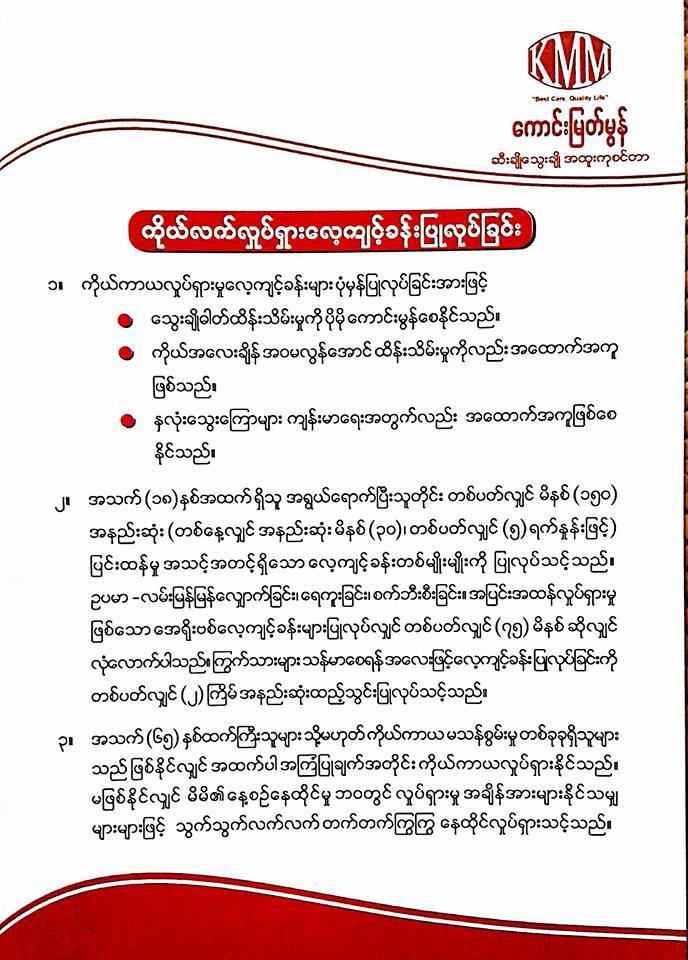 KMM
"Best Care, Quality Life"
ကောင်းမြတ်မွန်
ဆီးချိုသွေးချို အထူးကုစင်တာ
ကိုယ်လက်လှုပ်ရှားလေ့ကျင့်ခန်းပြုလုပ်ခြင်း
၁။ ကိုယ်ကာယလှုပ်ရှားမှုလေ့ကျင့်ခန်းများ ပုံမှန်ပြုလုပ်ခြင်းအားဖြင့်
● သွေးချိုဓါတ်ထိန်းသိမ်းမှုကို ပိုမို ကောင်းမွန်စေနိုင်သည်။
● ကိုယ်အလေးချိန် အဝမလွန်အောင် ထိန်းသိမ်းမှုကိုလည်း အထောက်အကူ
ဖြစ်သည်။
● နှလုံးသွေးကြောများ ကျန်းမာရေးအတွက်လည်း အထောက်အကူဖြစ်စေ
နိုင်သည်။
၂။ အသက် (၁၈) နှစ်အထက် ရှိသူ အရွယ်ရောက်ပြီးသူတိုင်း တစ်ပတ်လျှင် မိနစ် (၁၅၀)
အနည်းဆုံး (တစ်နေ့လျှင် အနည်းဆုံး မိနစ် (၃၀)၊ တစ်ပတ်လျှင် (၅) ရက်နှုန်းဖြင့်)
ပြင်းထန်မှု အသင့်အတင့်ရှိသော လေ့ကျင့်ခန်းတစ်မျိုးမျိုးကို ပြုလုပ်သင့်သည်။
ဥပမာ - လမ်းမြန်မြန်လျှောက်ခြင်း၊ ရေကူးခြင်း၊ စက်ဘီးစီးခြင်း။ အပြင်းအထန်လှုပ်ရှားမှု
ဖြစ်သော အေရိုးဗစ်လေ့ကျင့်ခန်းများပြုလုပ်လျှင် တစ်ပတ်လျှင် (၇၅) မိနစ် ဆိုလျှင်
လုံလောက်ပါသည်။ ကြွက်သားများ သန်မာစေရန် အလေးဖြင့်လေ့ကျင့်ခန်း ပြုလုပ်ခြင်းကို
တစ်ပတ်လျှင် (၂) ကြိမ် အနည်းဆုံးထည့်သွင်းပြုလုပ်သင့်သည်။
၃။ အသက် (၆၅) နှစ်ထက်ကြီးသူများ သို့မဟုတ် ကိုယ်ကာယ မသန်စွမ်းမှု တစ်ခုခုရှိသူများ
သည် ဖြစ်နိုင်လျှင် အထက်ပါ အကြံပြုချက်အတိုင်း ကိုယ်ကာယလှုပ်ရှားနိုင်သည်။
မဖြစ်နိုင်လျှင် မိမိ၏ နေ့စဉ်နေထိုင်မှု ဘဝတွင် လှုပ်ရှားမှု အချိန်အားများနိုင်သမျှ
များများဖြင့် သွက်သွက်လက်လက် တက်တက်ကြွကြွ နေထိုင်လှုပ်ရှားသင့်သည်။